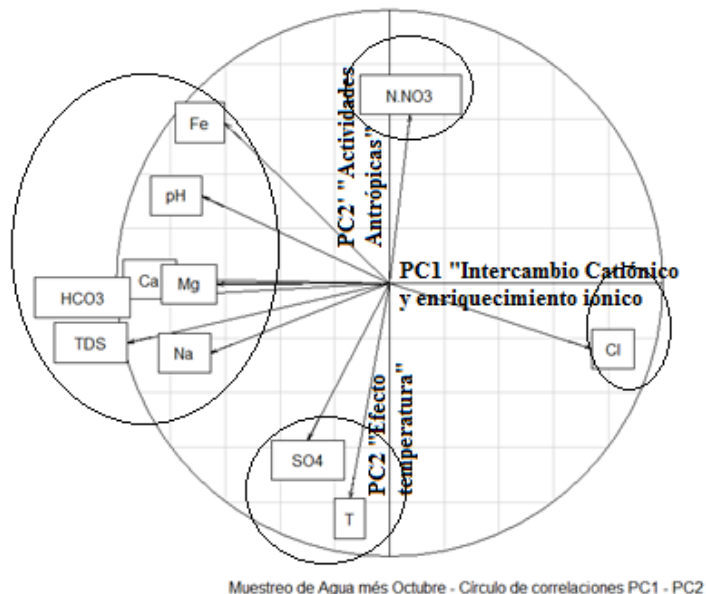 N.NO3
Fe
PC2' "Actividades
Antrópicas"
pH
PC1 "Intercambio Catiónico
y enriquecimiento iónico
Ca
Mg
HCO3
TDS
Na
Cl
PC2 "Efecto
temperatura"
SO4
T
Muestreo de Agua més Octubre - Círculo de correlaciones PC1 - PC2